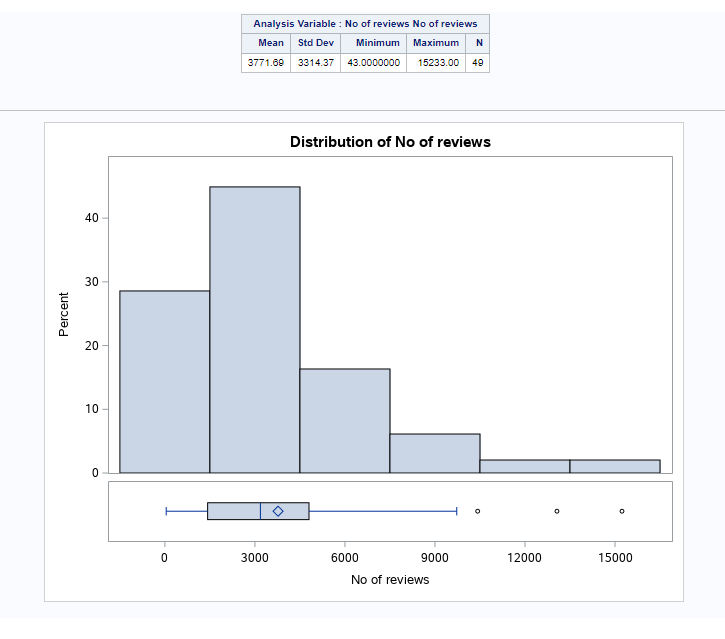 Analysis Variable : No of reviews No of reviews
Mean Std Dev Minimum Maximum N
3771.69 3314.37 43.0000000 15233.00 49
Distribution of No of reviews
40
30
20
10
0
Percent
0 3000 6000 9000 12000 15000
No of reviews